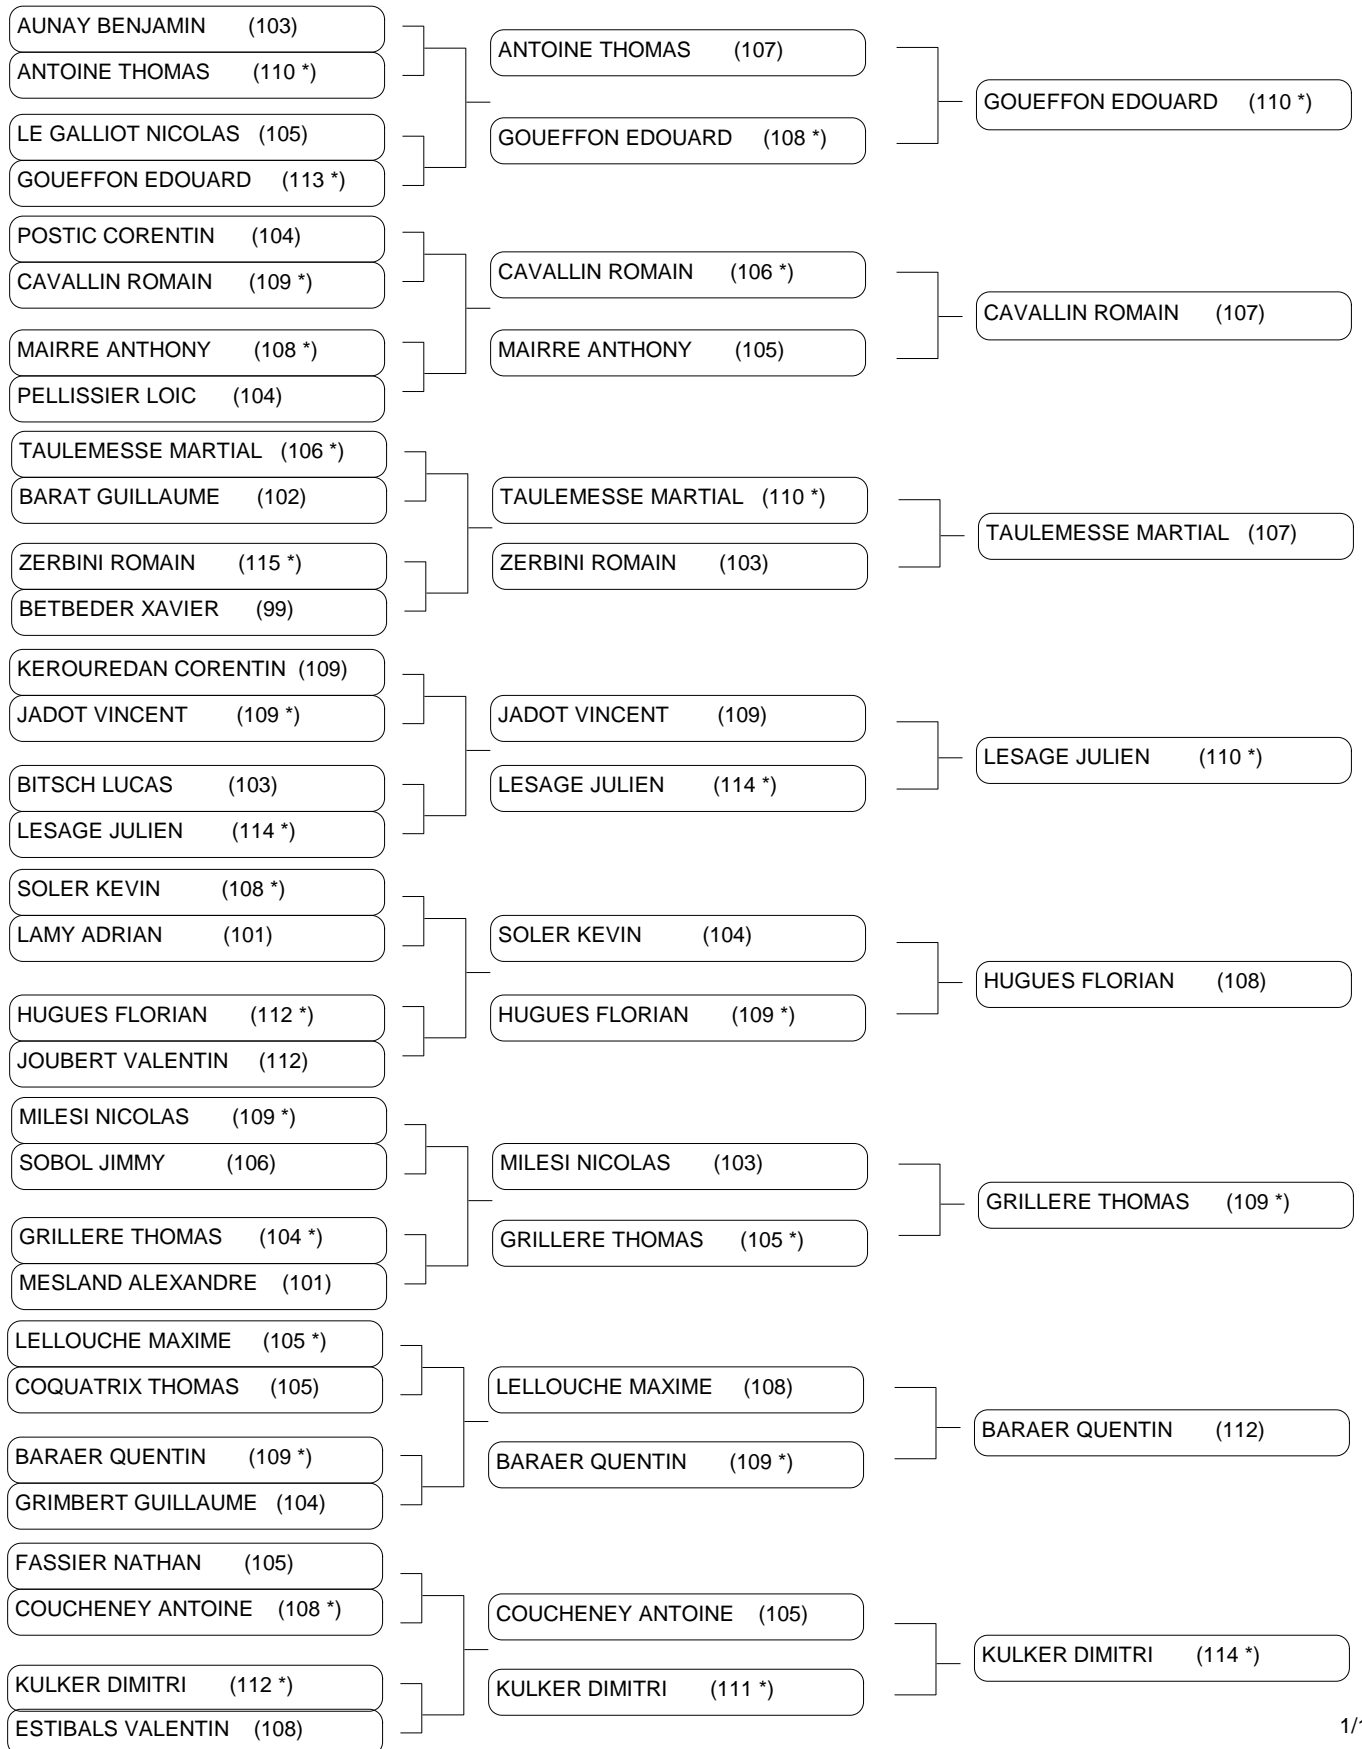 AUNAY BENJAMIN (103)
ANTOINE THOMAS (110 *)
LE GALLIOT NICOLAS (105)
GOUEFFON EDOUARD (113 *)
POSTIC CORENTIN (104)
CAVALLIN ROMAIN (109 *)
MAIRRE ANTHONY (108 *)
PELLISSIER LOIC (104)
TAULEMESSE MARTIAL (106 *)
BARAT GUILLAUME (102)
ZERBINI ROMAIN (115 *)
BETBEDER XAVIER (99)
KEROUREDAN CORENTIN (109)
JADOT VINCENT (109 *)
BITSCH LUCAS (103)
LESAGE JULIEN (114 *)
SOLER KEVIN (108 *)
LAMY ADRIAN (101)
HUGUES FLORIAN (112 *)
JOUBERT VALENTIN (112)
MILESI NICOLAS (109 *)
SOBOL JIMMY (106)
GRILLERE THOMAS (104 *)
MESLAND ALEXANDRE (101)
LELLOUCHE MAXIME (105 *)
COQUATRIX THOMAS (105)
BARAER QUENTIN (109 *)
GRIMBERT GUILLAUME (104)
FASSIER NATHAN (105)
COUCHENEY ANTOINE (108 *)
KULKER DIMITRI (112 *)
ESTIBALS VALENTIN (108)
ANTOINE THOMAS (107)
GOUEFFON EDOUARD (108 *)
CAVALLIN ROMAIN (106 *)
MAIRRE ANTHONY (105)
TAULEMESSE MARTIAL (110 *)
ZERBINI ROMAIN (103)
JADOT VINCENT (109)
LESAGE JULIEN (114 *)
SOLER KEVIN (104)
HUGUES FLORIAN (109 *)
MILESI NICOLAS (103)
GRILLERE THOMAS (105 *)
LELLOUCHE MAXIME (108)
BARAER QUENTIN (109 *)
COUCHENEY ANTOINE (105)
KULKER DIMITRI (111 *)
GOUEFFON EDOUARD (110 *)
CAVALLIN ROMAIN (107)
TAULEMESSE MARTIAL (107)
LESAGE JULIEN (110 *)
HUGUES FLORIAN (108)
GRILLERE THOMAS (109 *)
BARAER QUENTIN (112)
KULKER DIMITRI (114 *)